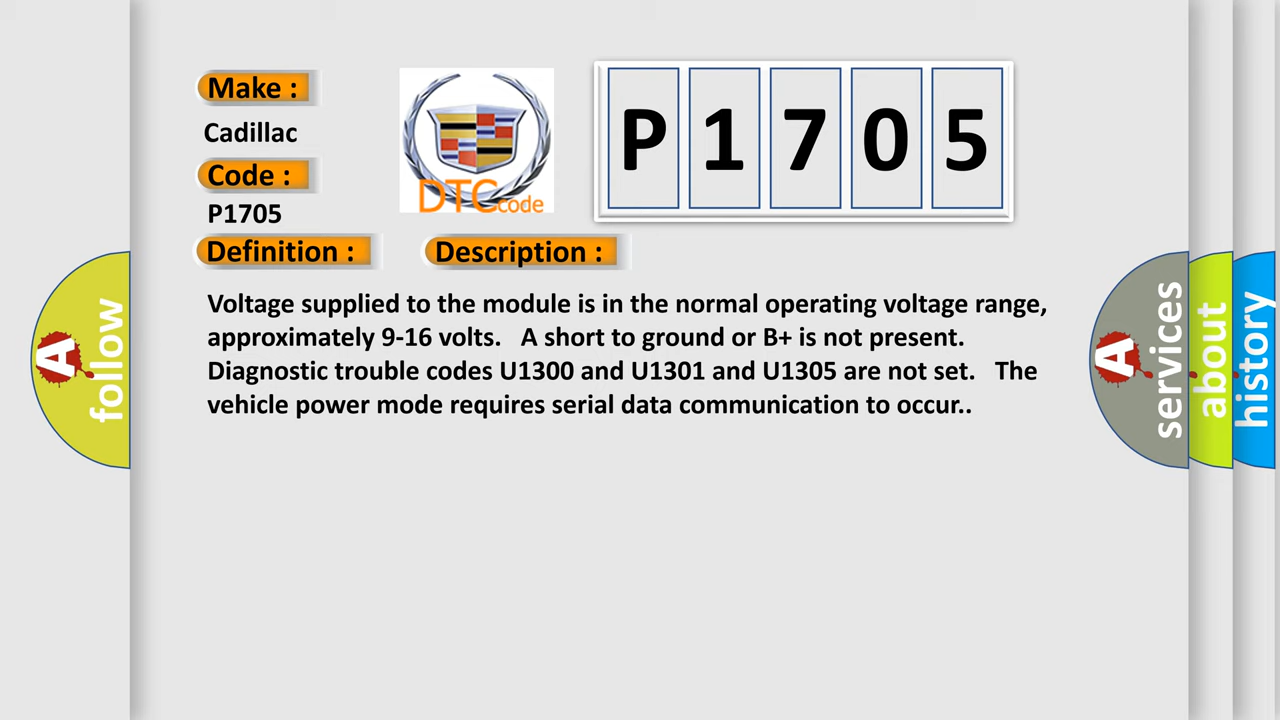 Make :
Cadillac
Code :
P1705
Definition :
Description :
DTCcode
P 1 7 0 5
Voltage supplied to the module is in the normal operating voltage range,
approximately 9-16 volts   A short to ground or B+ is not present
Diagnostic trouble codes U1300 and U1301 and U1305 are not set   The
vehicle power mode requires serial data communication to occur..
A follow
A services
about
history